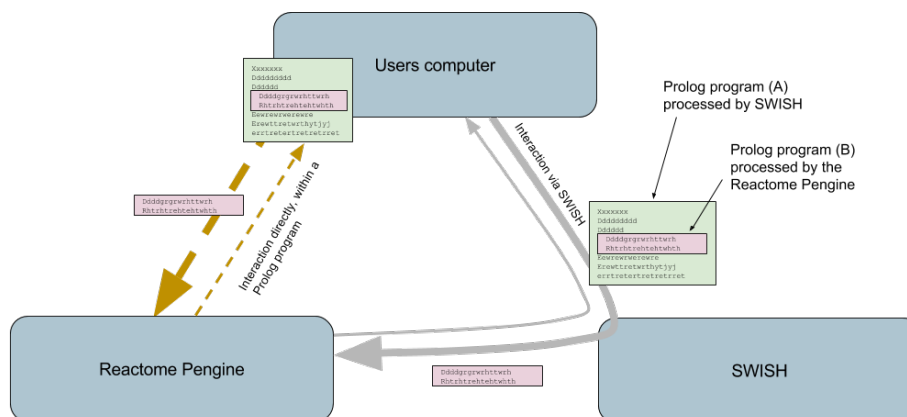 Users computer
Xxxxxxx
Ddddddddd
Dddddd
Ddddgrgrwrhttwrh
Rhtrhtrehtehtwhth
Eewrewrwerewre
Erewttretwrthytjyj
errtretertretretrret
Prolog program (A)
processed by SWISH
Prolog program (B)
processed by the
Reactome Pengine
Interaction via SWISH
Ddddgrgrwrhttwrh
Rhtrhtrehtehtwhth
Interaction directly, within a
Prolog program
Xxxxxxx
Ddddddddd
Dddddd
Ddddgrgrwrhttwrh
Rhtrhtrehtehtwhth
Eewrewrwerewre
Erewttretwrthytjyj
errtretertretretrret
Reactome Pengine
SWISH
Ddddgrgrwrhttwrh
Rhtrhtrehtehtwhth